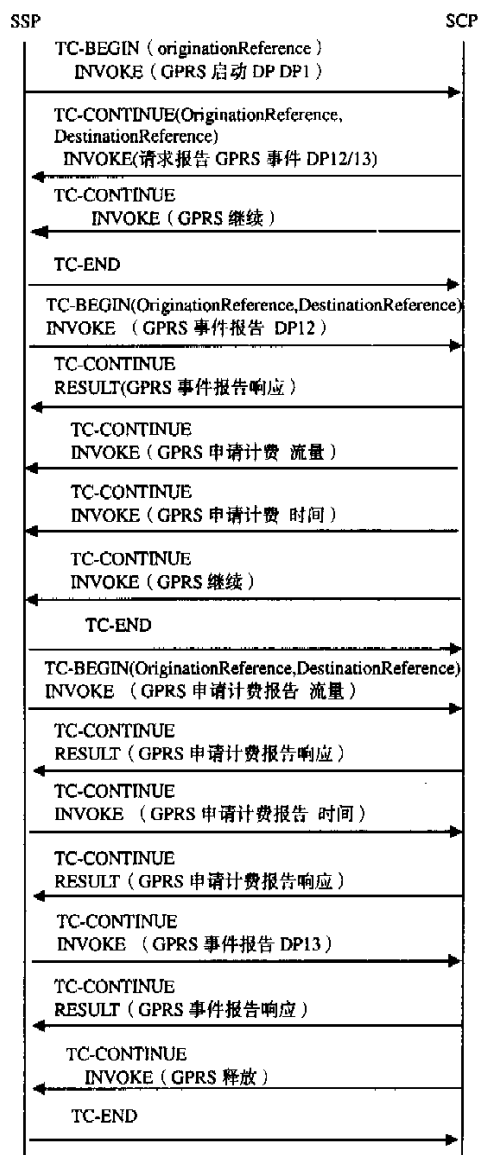 SSP SCP
TC-BEGIN（originationReference）
INVOKE（GPRS 启动 DP DP1）
TC-CONTINUE(OriginationReference,
DestinationReference)
INVOKE(请求报告 GPRS 事件 DP12/13)
TC-CONTINUE
INVOKE（GPRS 继续）
TC-END
TC-BEGIN(OriginationReference,DestinationReference)
INVOKE （GPRS 事件报告 DP12）
TC-CONTINUE
RESULT(GPRS 事件报告响应）
TC-CONTINUE
INVOKE（GPRS 申请计费 流量）
TC-CONTINUE
INVOKE（GPRS 申请计费 时间）
TC-CONTINUE
INVOKE（GPRS 继续）
TC-END
TC-BEGIN(OriginationReference,DestinationReference)
INVOKE （GPRS 申请计费报告 流量）
TC-CONTINUE
RESULT（GPRS 申请计费报告响应）
TC-CONTINUE
INVOKE （GPRS 申请计费报告 时间）
TC-CONTINUE
RESULT（GPRS 申请计费报告响应）
TC-CONTINUE
INVOKE （GPRS 事件报告 DP13）
TC-CONTINUE
RESULT（GPRS 事件报告响应）
TC-CONTINUE
INVOKE（GPRS 释放）
TC-END